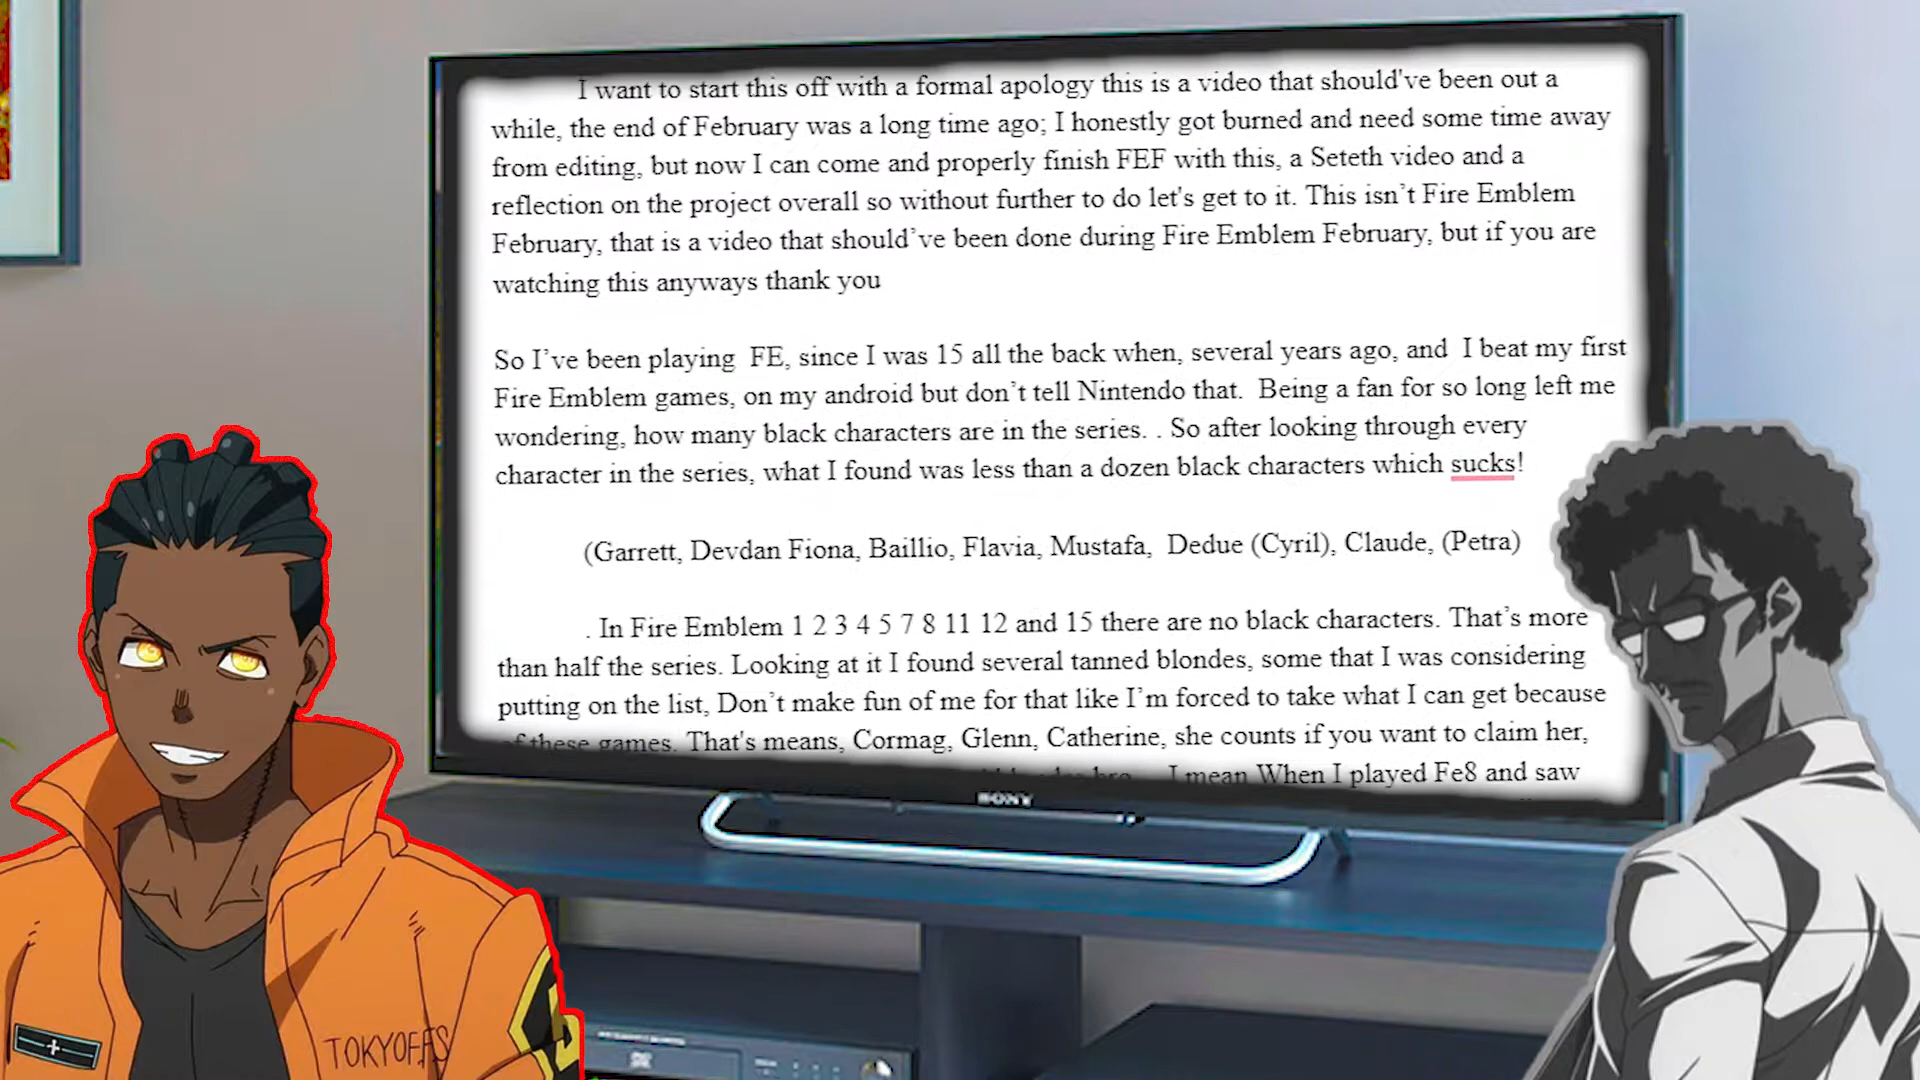 I want to start this off with a formal apology this is a video that should've been out a
while, the end of February was a long time ago; I honestly got burned and need some time away
from editing, but now I can come and properly finish FEF with this, a Seteth video and a
reflection on the project overall so without further to do let's get to it. This isn't Fire Emblem
February, that is a video that should've been done during Fire Emblem February, but if you are
watching this anyways thank you
So I've been playing FE, since I was 15 all the back when, several years ago, and I beat my first
Fire Emblem games, on my android but don't tell Nintendo that. Being a fan for so long left me
wondering, how many black characters are in the series. . So after looking through every
character in the series, what I found was less than a dozen black characters which sucks!
(Garrett, Devdan Fiona, Baillio, Flavia, Mustafa, Dedue (Cyril), Claude, (Petra)
. In Fire Emblem 1 2 3 4 5 7 8 11 12 and 15 there are no black characters. That's more
than half the series. Looking at it I found several tanned blondes, some that I was considering
putting on the list, Don't make fun of me for that like I'm forced to take what I can get because
of these games. That's means, Cormag, Glenn, Catherine, she counts if you want to claim her,
I mean When I played Fe8 and saw
SONY
TOKYO